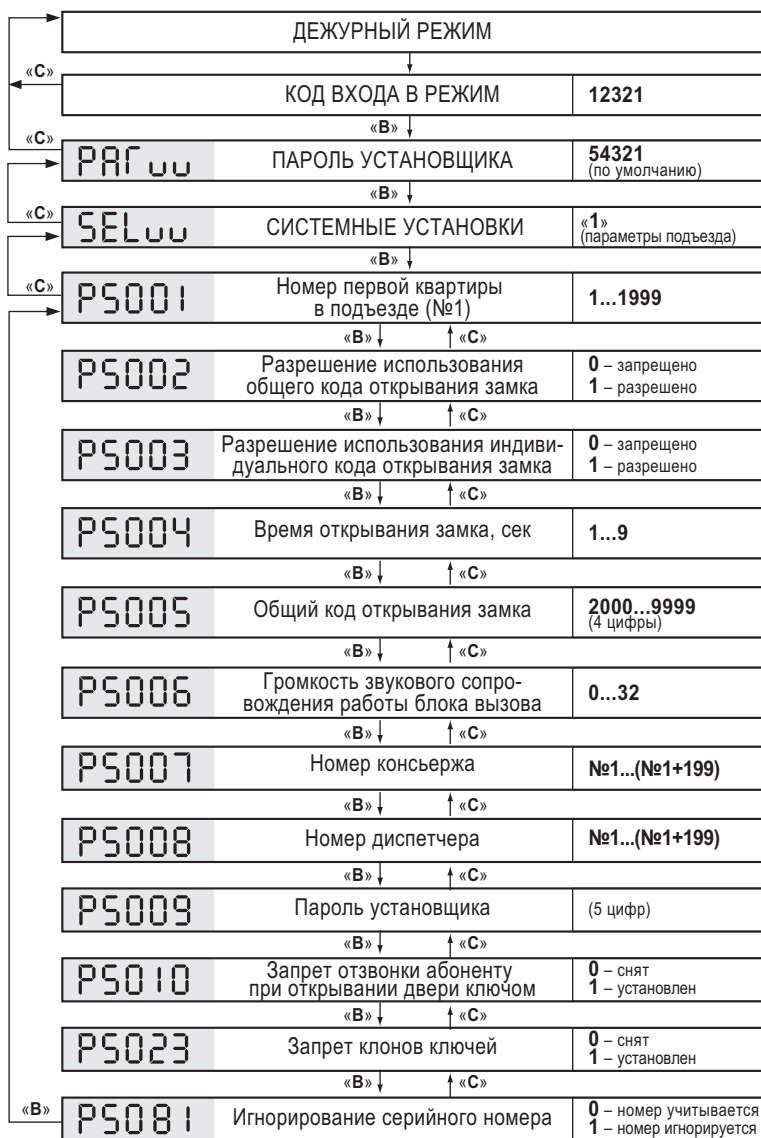 ДЕЖУРНЫЙ РЕЖИМ
«С»
КОД ВХОДА В РЕЖИМ
12321
«В»
«С»
РАГ
ПАРОЛЬ УСТАНОВЩИКА
54321
(по умолчанию)
«В»
«С»
SEL
СИСТЕМНЫЕ УСТАНОВКИ
«1»
(параметры подъезда)
«В»
«С»
PS001
Номер первой квартиры
в подъезде (№1)
1...1999
«В» «С»
PS002
Разрешение использования
общего кода открывания замка
0 – запрещено
1 – разрешено
«В» «С»
PS003
Разрешение использования индиви-
дуального кода открывания замка
0 – запрещено
1 – разрешено
«В» «С»
PS004
Время открывания замка, сек
1...9
«В» «С»
PS005
Общий код открывания замка
2000...9999
(4 цифры)
«В» «С»
PS006
Громкость звукового сопро-
вождения работы блока вызова
0...32
«В» «С»
PS007
Номер консьержа
№1...(№1+199)
«В» «С»
PS008
Номер диспетчера
№1...(№1+199)
«В» «С»
PS009
Пароль установщика
(5 цифр)
«В» «С»
PS010
Запрет отзвонки абоненту
при открывании двери ключом
0 – снят
1 – установлен
«В» «С»
PS023
Запрет клонов ключей
0 – снят
1 – установлен
«В» «С»
«В»
PS081
Игнорирование серийного номера
0 – номер учитывается
1 – номер игнорируется